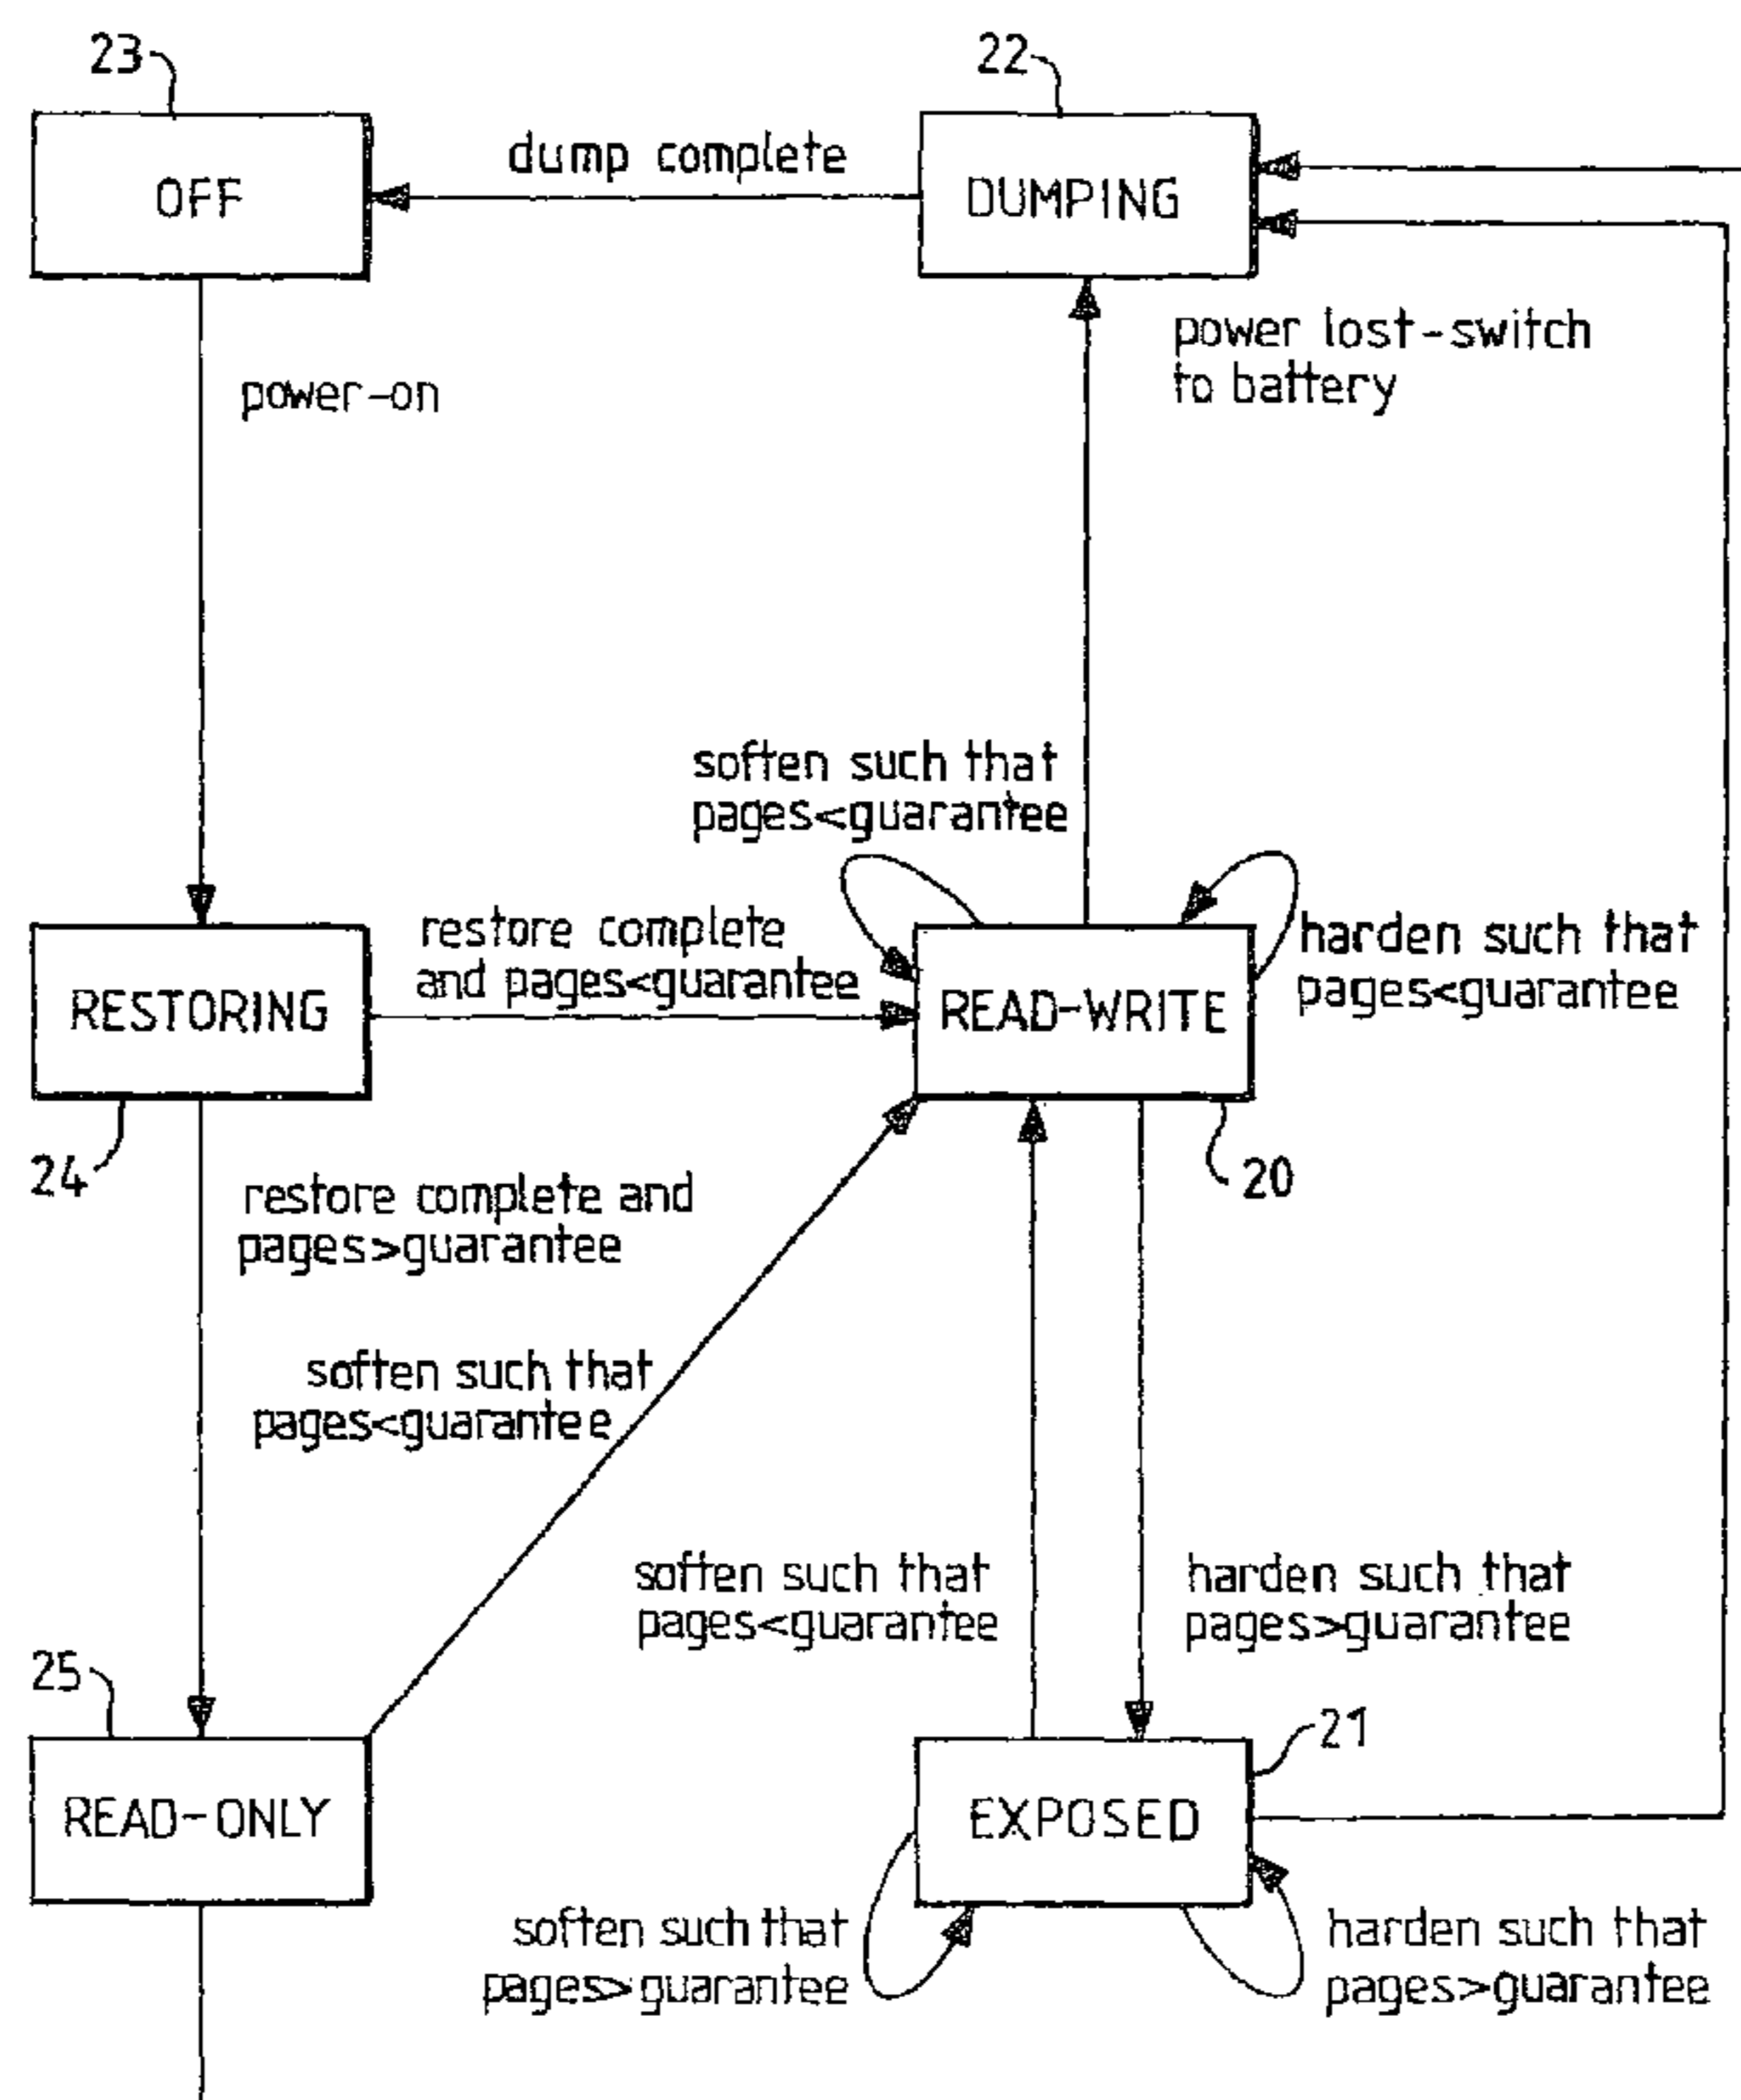 23
22
OFF
dump complete
DUMPING
power-on
power lost-switch
to battery
soften such that
pages<guarantee
restore complete
and pages<guarantee
harden such that
pages<guarantee
RESTORING
READ-WRITE
24
20
restore complete and
pages>guarantee
soften such that
pages<guarantee
soften such that
pages<guarantee
harden such that
pages>guarantee
25
21
READ-ONLY
EXPOSED
soften such that
pages>guarantee
harden such that
pages>guarantee